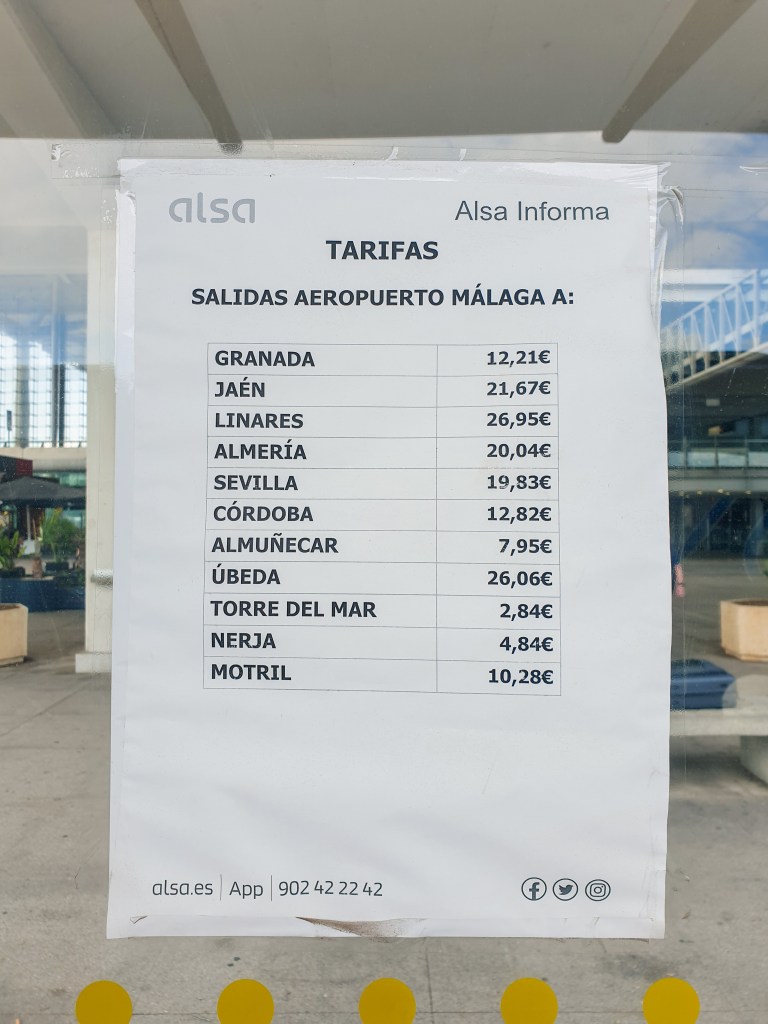 alsa Alsa Informa
TARIFAS
SALIDAS AEROPUERTO MÁLAGA A:
GRANADA 12,21€
JAÉN 21,67€
LINARES 26,95€
ALMERÍA 20,04€
SEVILLA 19,83€
CÓRDOBA 12,82€
ALMUÑECAR 7,95€
ÚBEDA 26,06€
TORRE DEL MAR 2,84€
NERJA 4,84€
MOTRIL 10,28€
alsa.es | App | 902 42 22 42